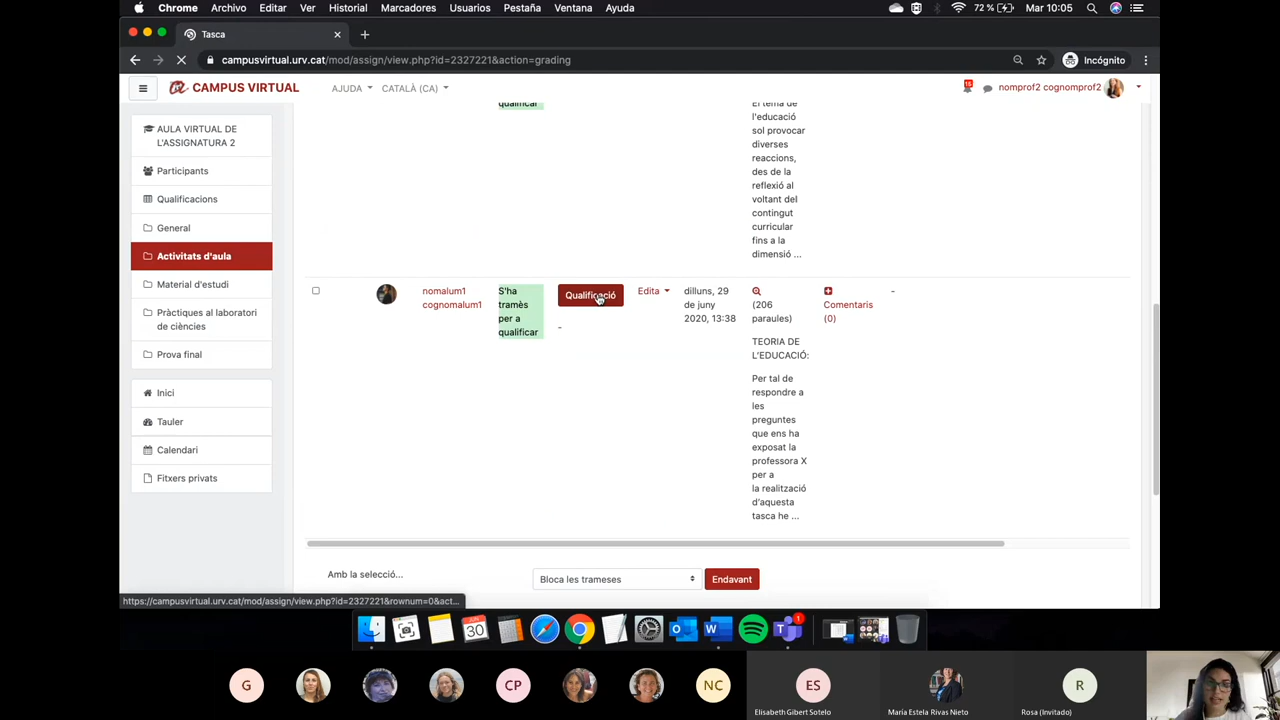 Chrome Archivo Editar Ver Historial Marcadores Usuarios Pestaña Ventana Ayuda
72 % Mar 10:05
Tasca
campusvirtual.urv.cat/mod/assign/view.php?id=2327221&action=grading
Incógnito
CAMPUS VIRTUAL
AJUDA
CATALÀ (CA)
15
nomprof2 cognomprof2
AULA VIRTUAL DE
L'ASSIGNATURA 2
Participants
Qualificacions
General
Activitats d'aula
Material d'estudi
Pràctiques al laboratori
de ciències
Prova final
Inici
Tauler
Calendari
Fitxers privats
qualificar
El tema de
l'educació
sol provocar
diverses
reaccions,
des de la
reflexió al
voltant del
contingut
curricular
fins a la
dimensió ...
nomalum1
cognomalum1
S'ha
tramès
per a
qualificar
Qualificació
-
Edita
dilluns, 29
de juny
2020, 13:38
(206
paraules)
TEORIA DE
L'EDUCACIÓ:
Per tal de
respondre a
les
preguntes
que ens ha
exposat la
professora X
per a
la realització
d'aquesta
tasca he ...
Comentaris
(0)
-
Amb la selecció...
Bloca les trameses
Endavant
https://campusvirtual.urv.cat/mod/assign/view.php?id=2327221&rownum=0&act...
30
1
G
CP
NC
ES
R
Elisabeth Gibert Sotelo
María Estela Rivas Nieto
Rosa (Invitado)